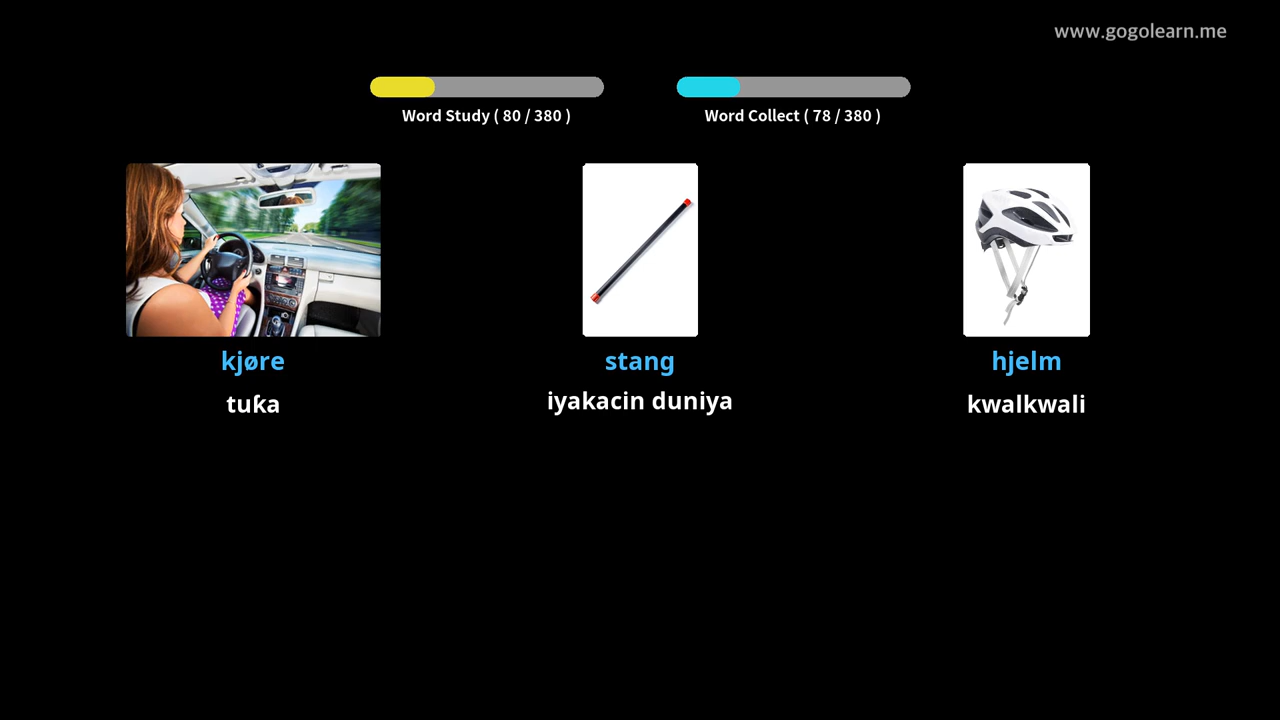 www.gogolearn.me
Word Study ( 80 / 380 )
Word Collect ( 78 / 380 )
kjøre
tuƙa
stang
iyakacin duniya
hjelm
kwalkwali